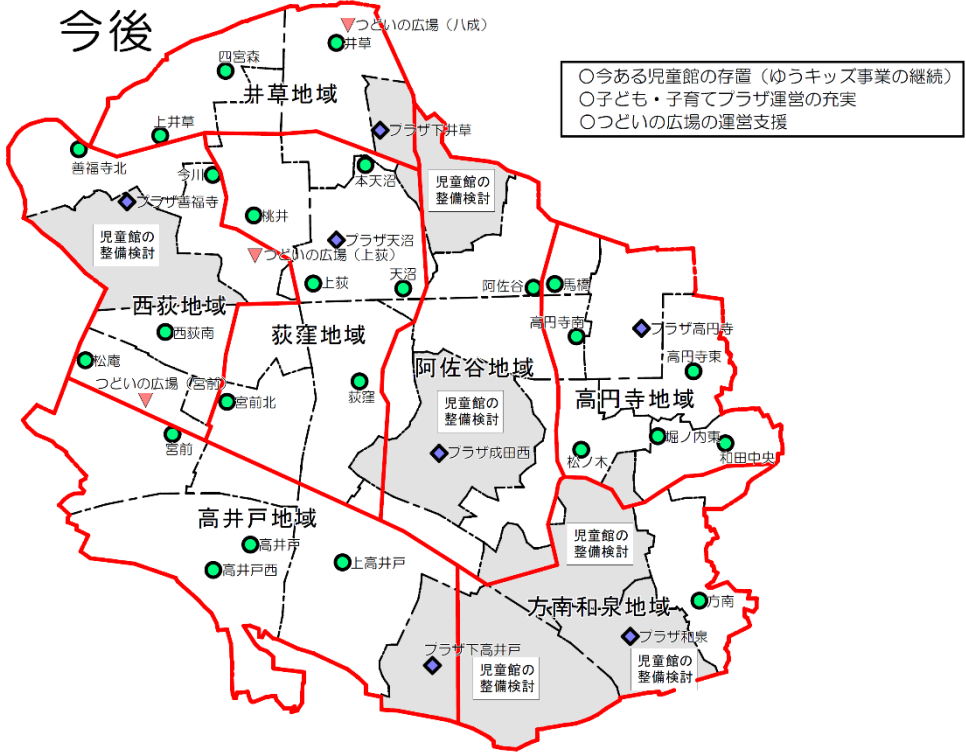 今後
○今ある児童館の存置（ゆうキッズ事業の継続）
○子ども・子育てプラザ運営の充実
○つどいの広場の運営支援
つどいの広場（八成）
井草
四宮森
井草地域
プラザ下井草
上井草
善福寺北
今川
本天沼
児童館の
整備検討
プラザ善福寺
桃井
児童館の
整備検討
プラザ天沼
つどいの広場（上荻）
上荻
天沼
阿佐谷
馬橋
西荻地域
西荻南
荻窪地域
高円寺南
プラザ高円寺
松庵
阿佐谷地域
高円寺東
つどいの広場（宮前）
宮前北
荻窪
児童館の
整備検討
高円寺地域
宮前
プラザ成田西
松ノ木
堀ノ内東
和田中央
高井戸地域
高井戸
高井戸西
上高井戸
児童館の
整備検討
方南和泉地域
方南
プラザ下高井戸
プラザ和泉
児童館の
整備検討
児童館の
整備検討